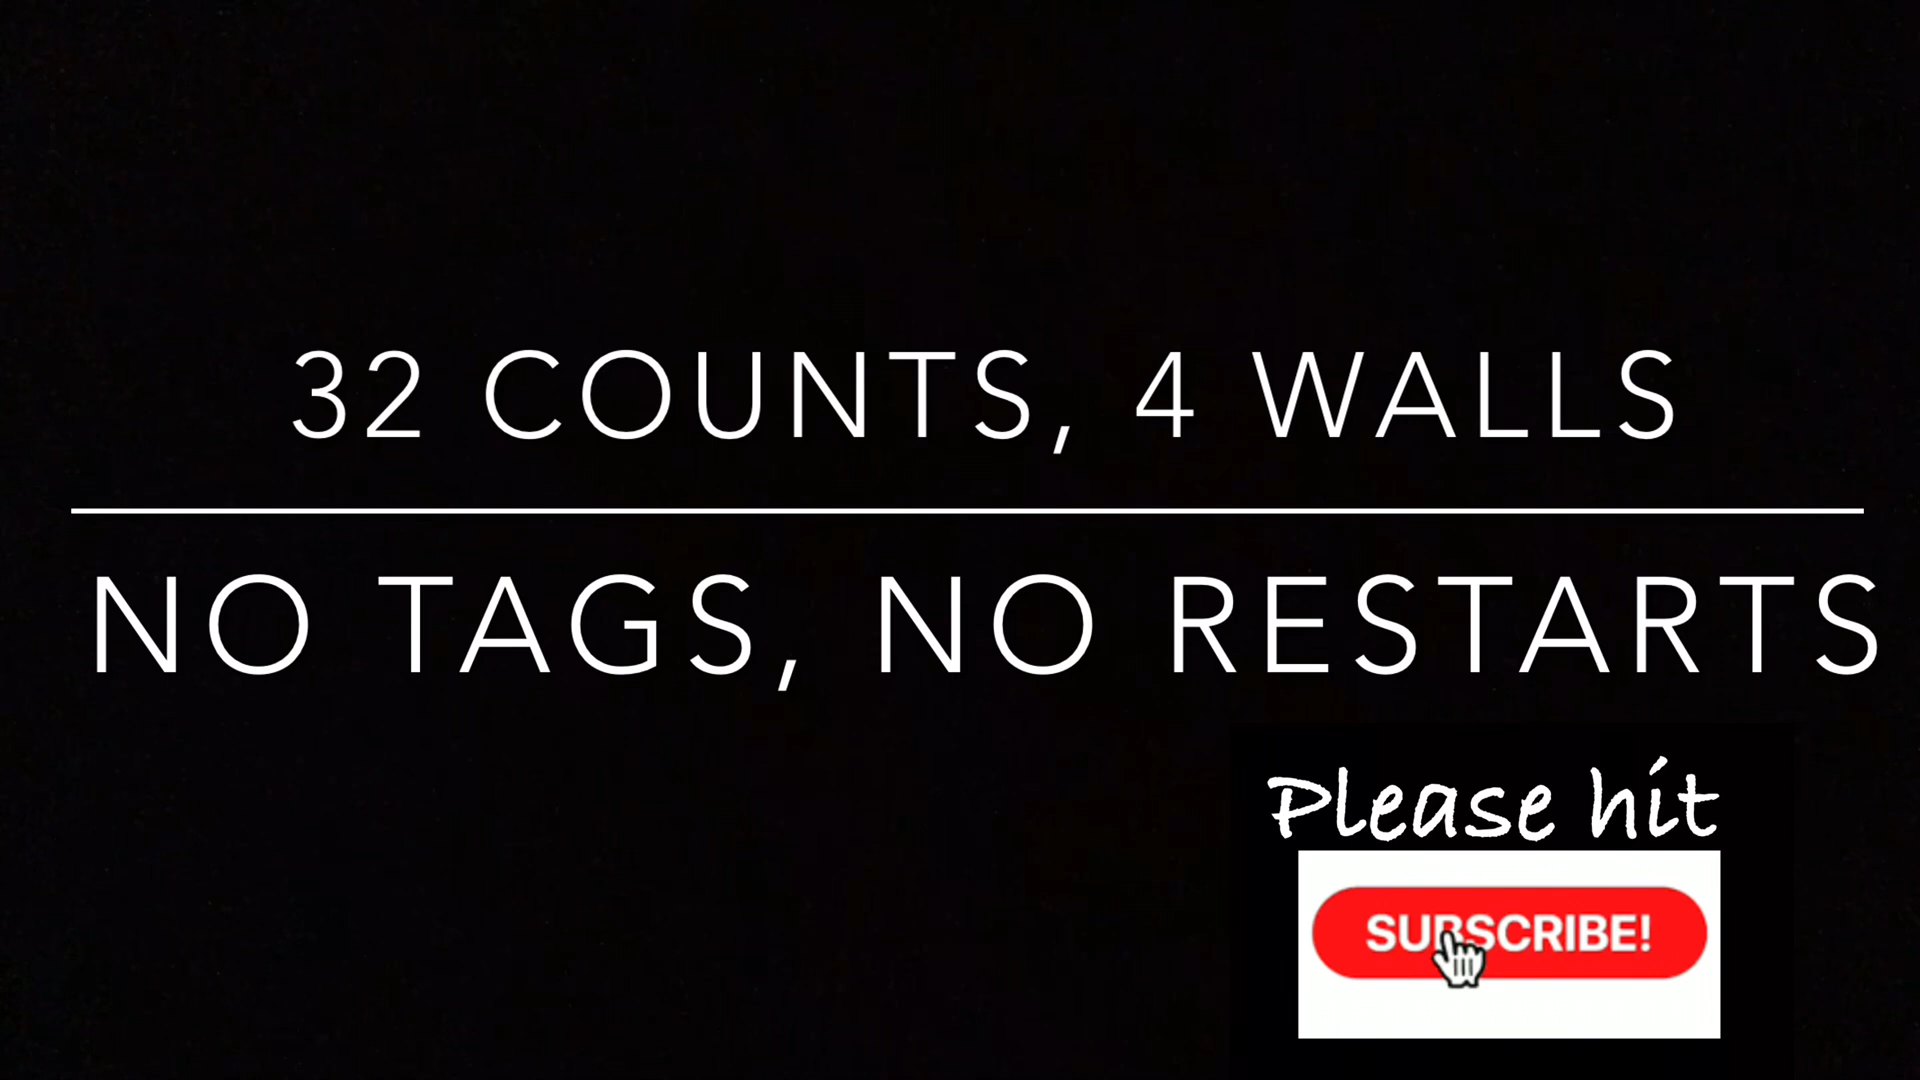 32 COUNTS, 4 WALLS
NO TAGS, NO RESTARTS
Please hit
SUBSCRIBE!